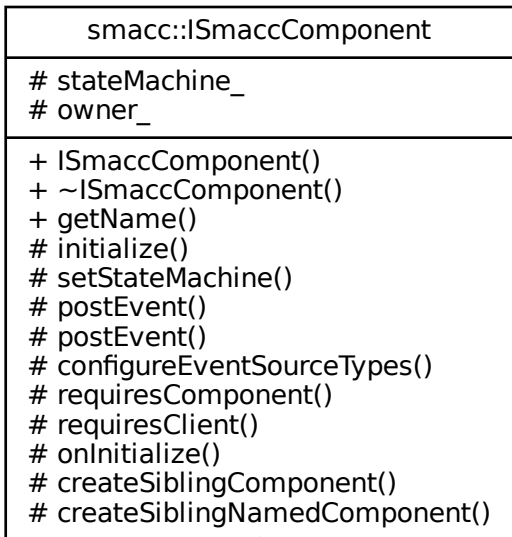 smacc::ISmaccComponent
# stateMachine_
# owner_
+ ISmaccComponent()
+ ~ISmaccComponent()
+ getName()
# initialize()
# setStateMachine()
# postEvent()
# postEvent()
# configureEventSourceTypes()
# requiresComponent()
# requiresClient()
# onInitialize()
# createSiblingComponent()
# createSiblingNamedComponent()